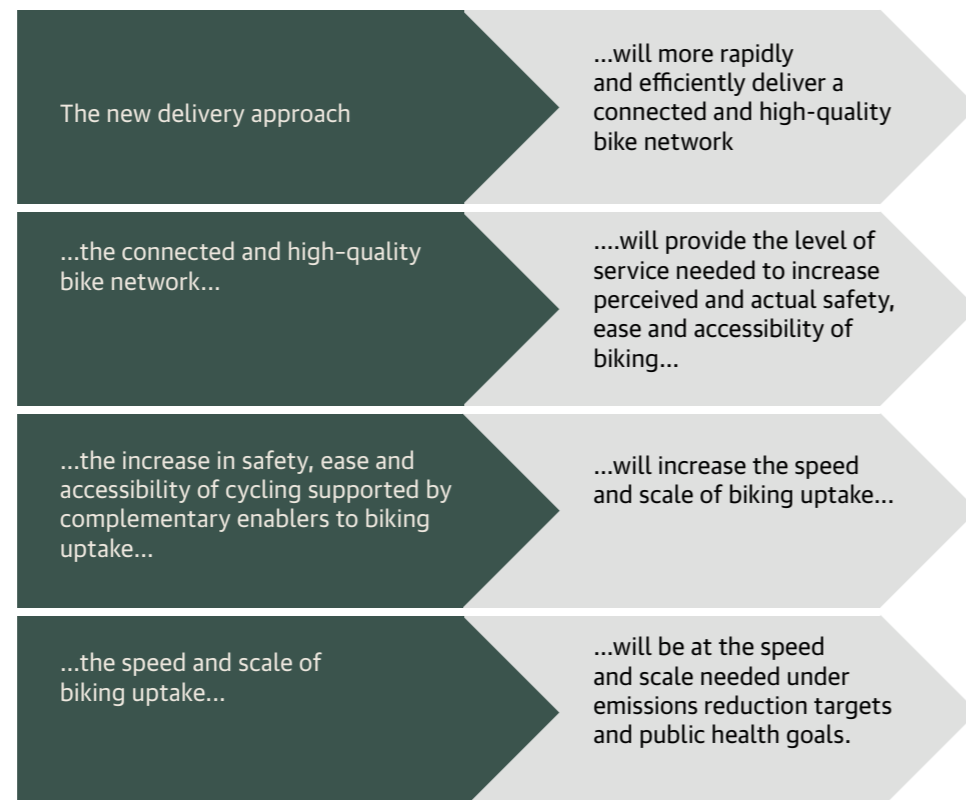 The new delivery approach
...will more rapidly
and efficiently deliver a
connected and high-quality
bike network
...the connected and high-quality
bike network...
....will provide the level of
service needed to increase
perceived and actual safety,
ease and accessibility of
biking...
...the increase in safety, ease and
accessibility of cycling supported by
complementary enablers to biking
uptake...
...will increase the speed
and scale of biking uptake...
...the speed and scale of
biking uptake...
...will be at the speed
and scale needed under
emissions reduction targets
and public health goals.